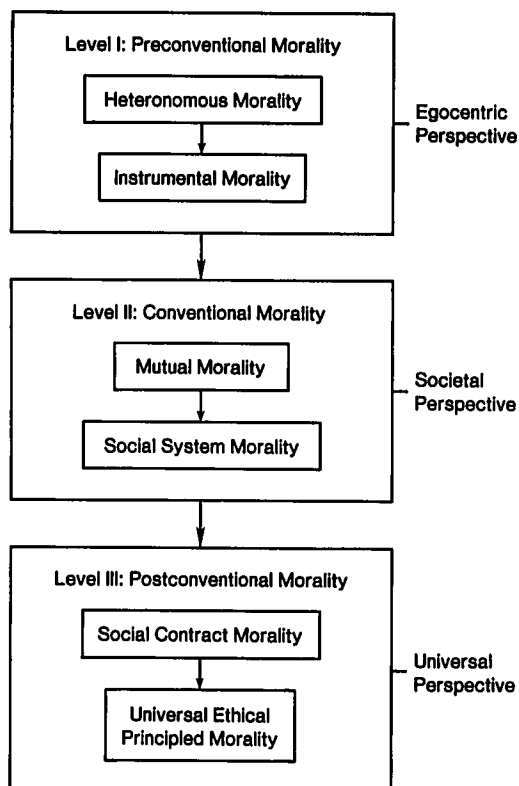 Level I: Preconventional Morality
Heteronomous Morality
Instrumental Morality
Egocentric
Perspective
Level II: Conventional Morality
Mutual Morality
Social System Morality
Societal
Perspective
Level III: Postconventional Morality
Social Contract Morality
Universal Ethical
Principled Morality
Universal
Perspective